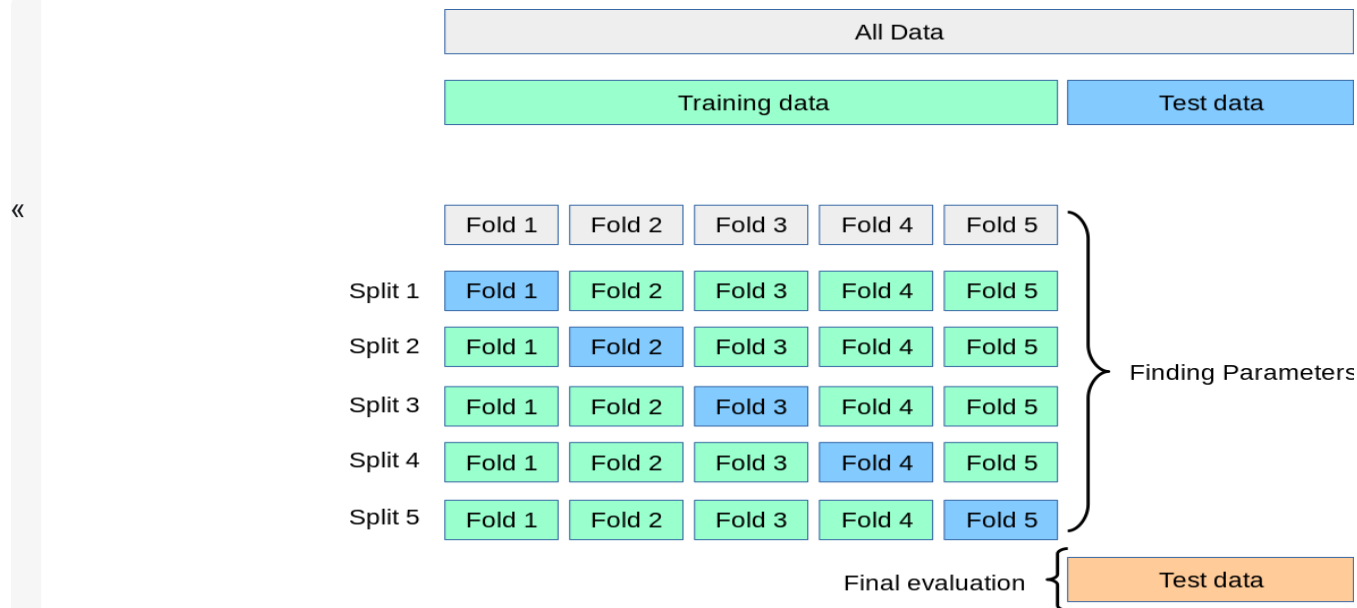 All Data
Training data Test data
«
Fold 1 Fold 2 Fold 3 Fold 4 Fold 5
Split 1 Fold 1 Fold 2 Fold 3 Fold 4 Fold 5
Split 2 Fold 1 Fold 2 Fold 3 Fold 4 Fold 5
Finding Parameters
Split 3 Fold 1 Fold 2 Fold 3 Fold 4 Fold 5
Split 4 Fold 1 Fold 2 Fold 3 Fold 4 Fold 5
Split 5 Fold 1 Fold 2 Fold 3 Fold 4 Fold 5
Final evaluation Test data